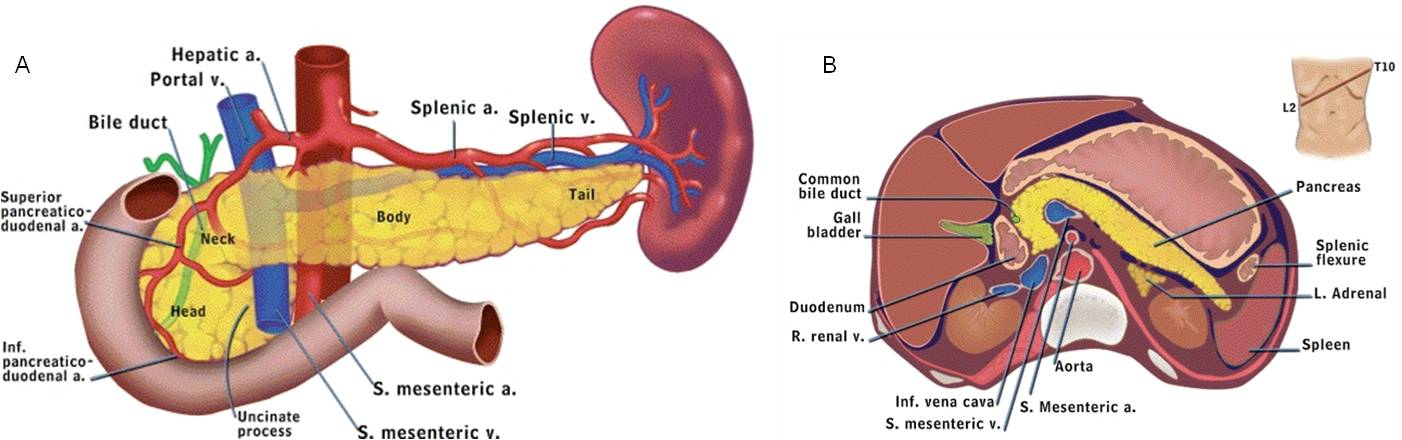 A
Hepatic a.
Portal v.
Bile duct
Splenic a.
Splenic v.
Superior
pancreatico-
duodenal a.
Neck
Body
Tail
Head
Inf.
pancreatico-
duodenal a.
Uncinate
process
S. mesenteric a.
S. mesenteric v.
B
T10
L2
Common
bile duct
Gall
bladder
Duodenum
R. renal v.
Inf. vena cava
S. mesenteric v.
S. Mesenteric a.
Aorta
Pancreas
Splenic
flexure
L. Adrenal
Spleen